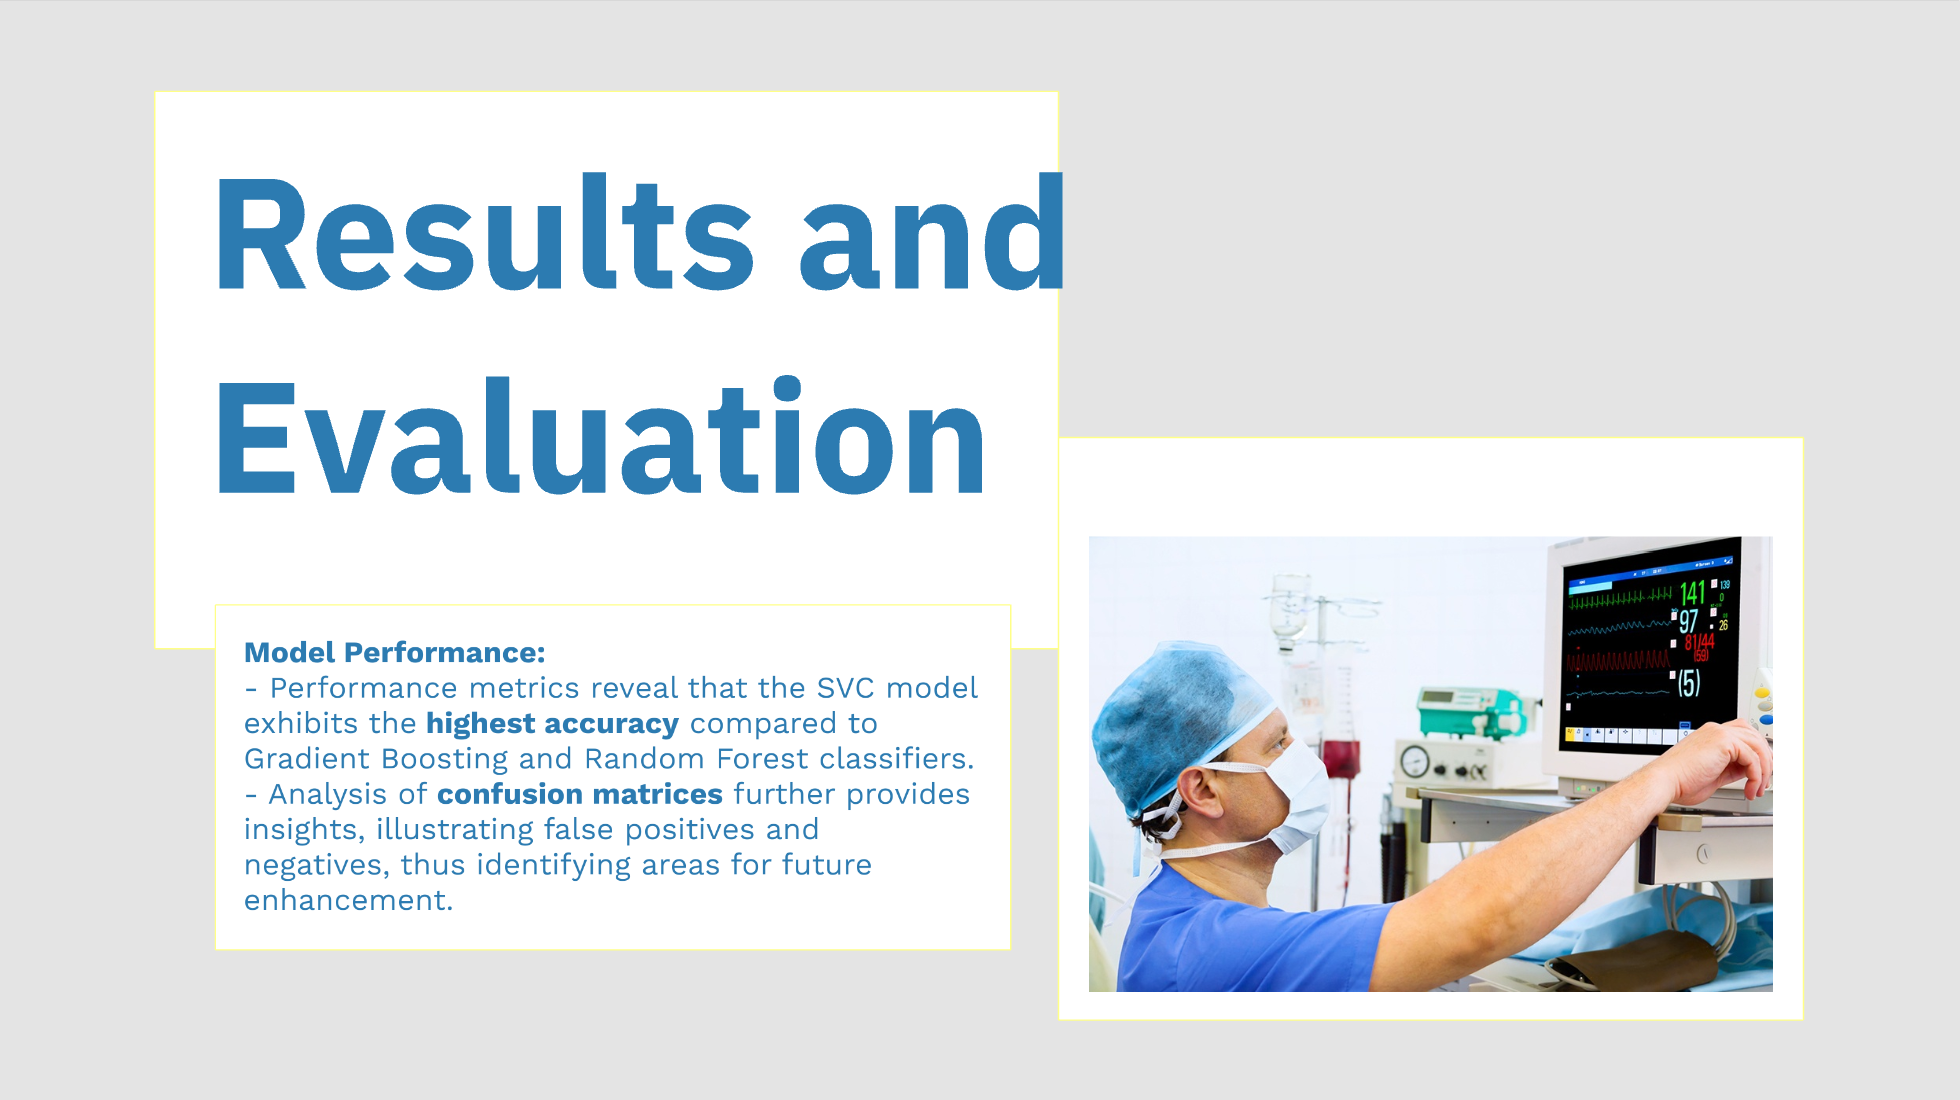 Results and
Evaluation
Model Performance:
- Performance metrics reveal that the SVC model
exhibits the highest accuracy compared to
Gradient Boosting and Random Forest classifiers.
- Analysis of confusion matrices further provides
insights, illustrating false positives and
negatives, thus identifying areas for future
enhancement.
141
139
0
97
26
81/44
(59)
(5)